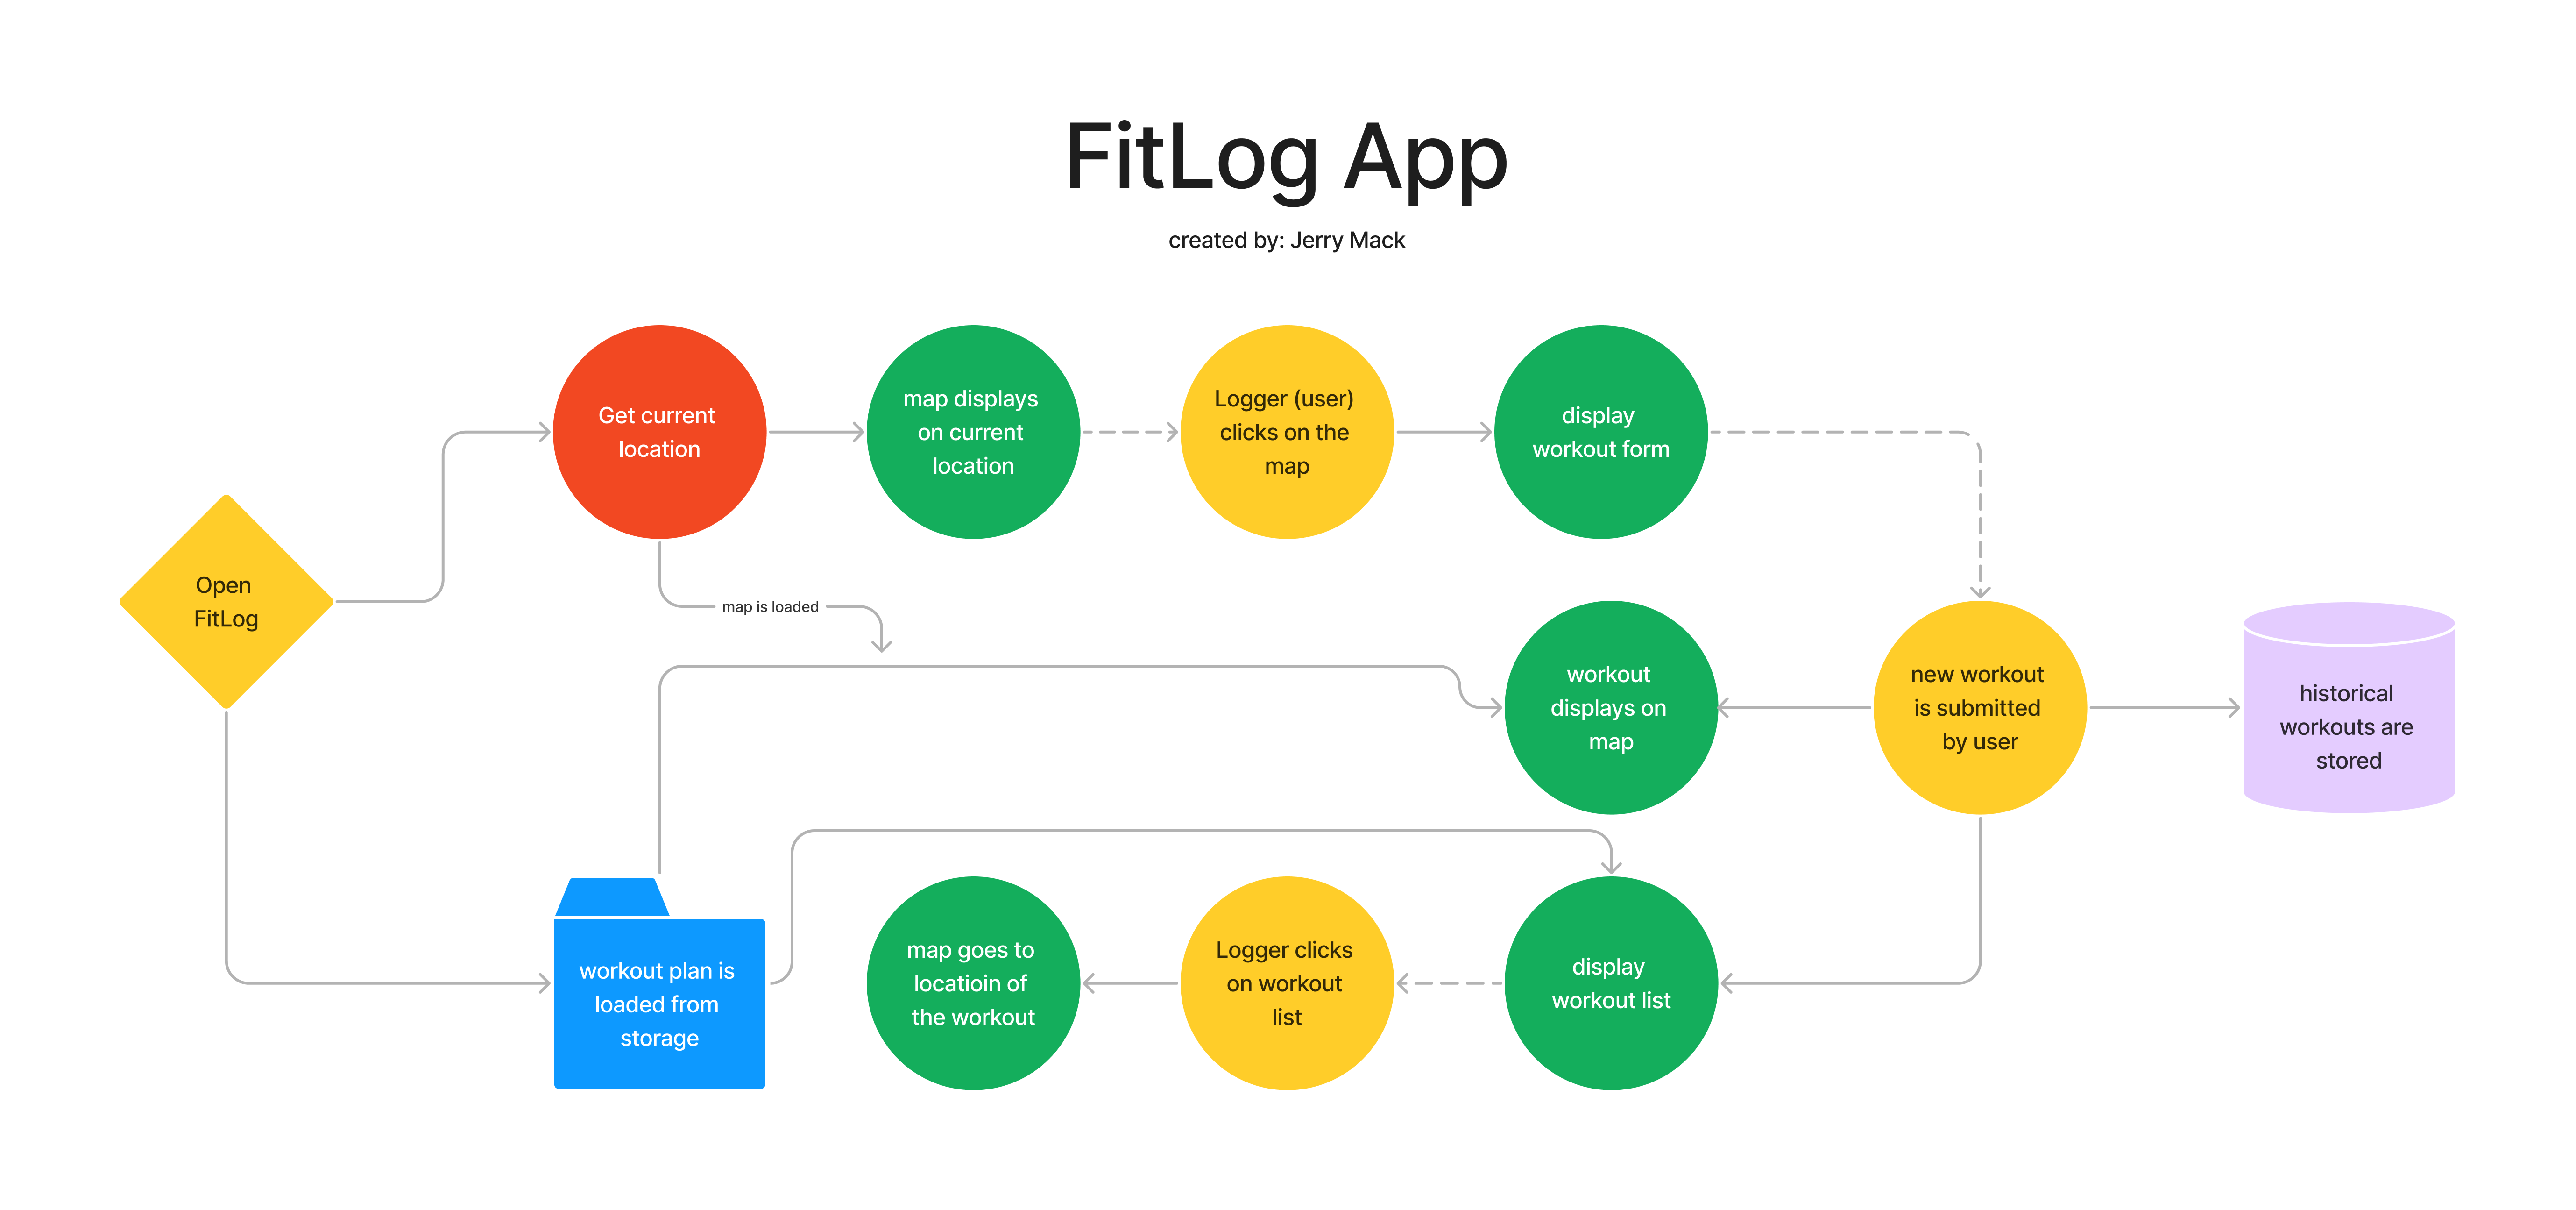 FitLog App
created by: Jerry Mack
Get current
location
map displays
on current
location
Logger (user)
clicks on the
map
display
workout form
Open
FitLog
map is loaded
workout
displays on
map
new workout
is submitted
by user
historical
workouts are
stored
workout plan is
loaded from
storage
map goes to
locatioin of
the workout
Logger clicks
on workout
list
display
workout list